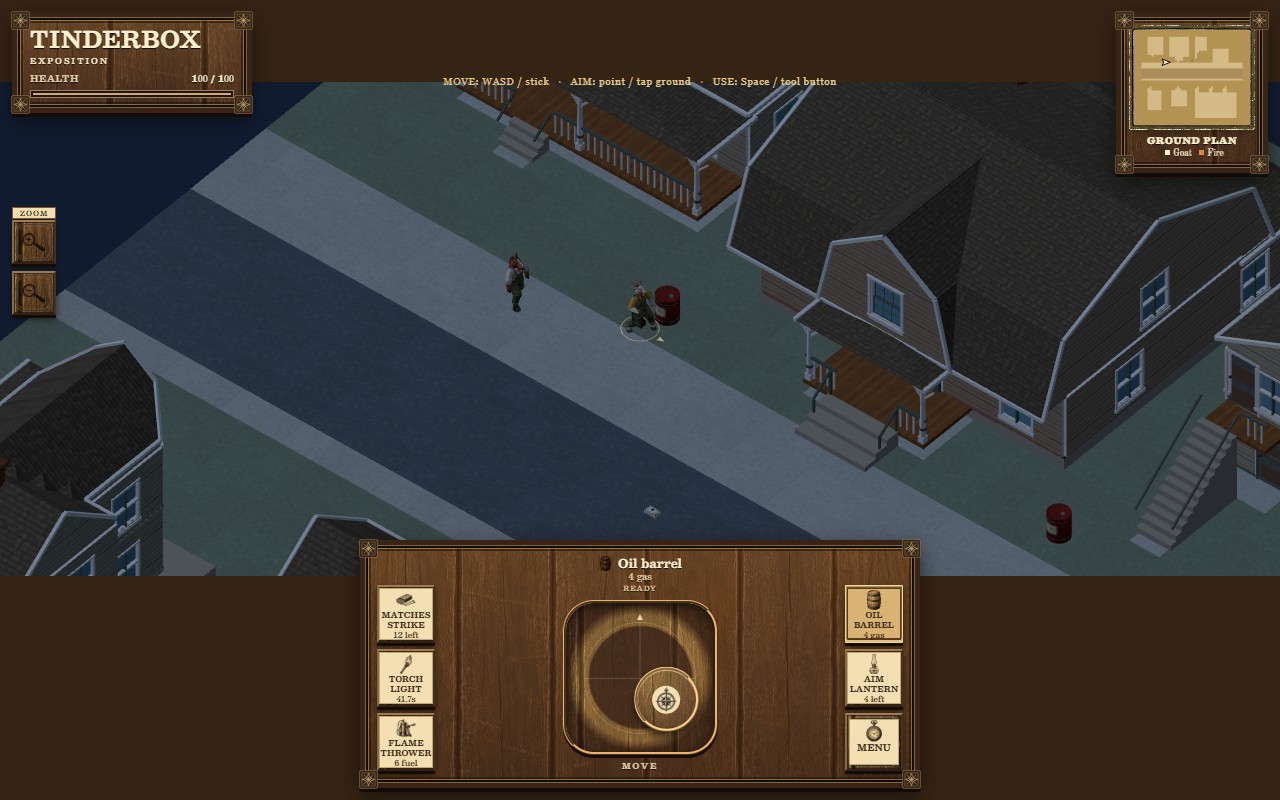 TINDERBOX
EXPOSITION
HEALTH 100 / 100
MOVE: WASD / stick · AIM: point / tap ground · USE: Space / tool button
GROUND PLAN
Goat Fire
ZOOM
Oil barrel
4 gas
READY
MATCHES
STRIKE
12 left
TORCH
LIGHT
41.7s
FLAME
THROWER
6 fuel
OIL
BARREL
4 gas
AIM
LANTERN
4 left
MENU
MOVE